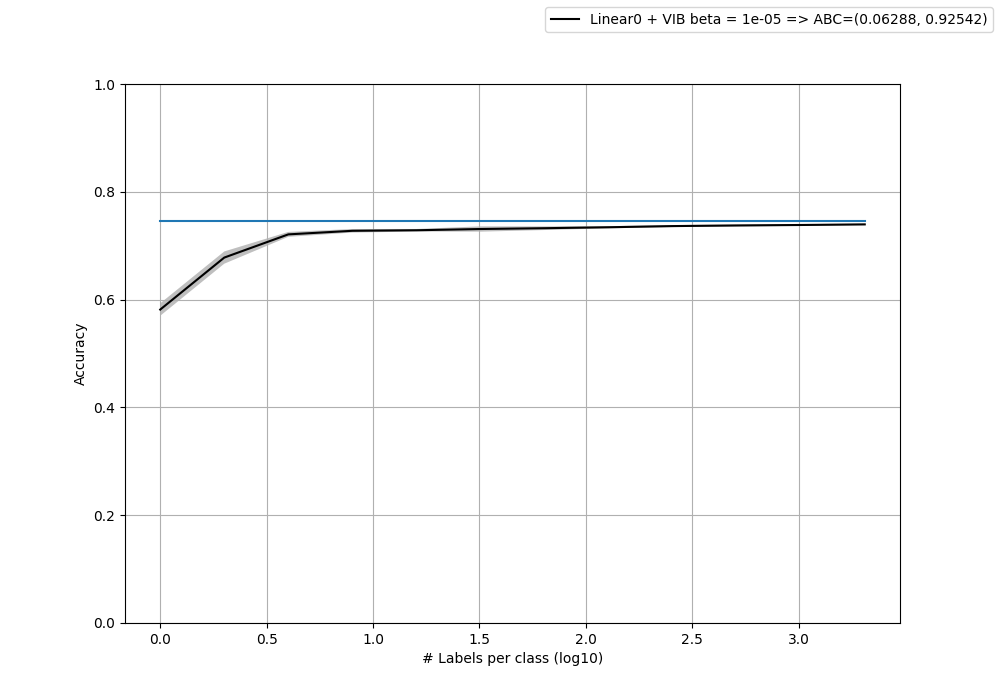 Linear0 + VIB beta = 1e-05 => ABC=(0.06288, 0.92542)
1.0
0.8
0.6
0.4
0.2
0.0
Accuracy
0.0 0.5 1.0 1.5 2.0 2.5 3.0
# Labels per class (log10)